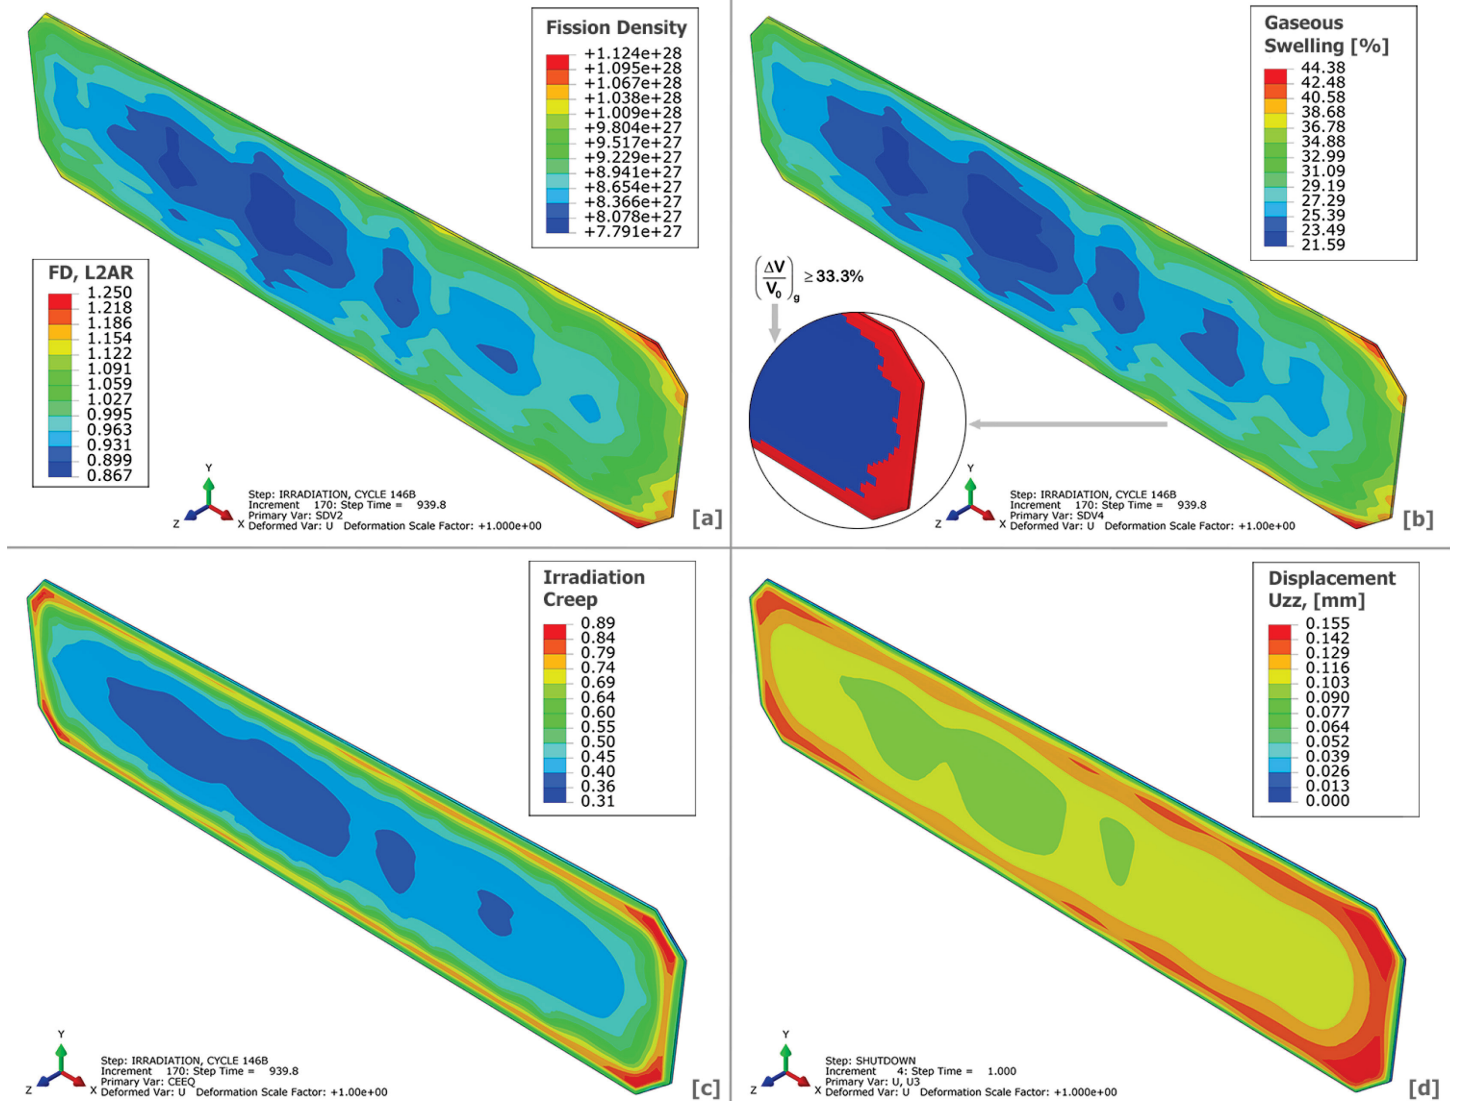 Fission Density
+1.124e+28
+1.095e+28
+1.067e+28
+1.038e+28
+1.009e+28
+9.804e+27
+9.517e+27
+9.229e+27
+8.941e+27
+8.654e+27
+8.366e+27
+8.078e+27
+7.791e+27
FD, L2AR
1.250
1.218
1.186
1.154
1.122
1.091
1.059
1.027
0.995
0.963
0.931
0.899
0.867
Y
Z
X
Step: IRRADIATION, CYCLE 146B
Increment 170: Step Time = 939.8
Primary Var: SDV2
Deformed Var: U Deformation Scale Factor: +1.000e+00
[a]
Gaseous
Swelling [%]
44.38
42.48
40.58
38.68
36.78
34.88
32.99
31.09
29.19
27.29
25.39
23.49
21.59
(ΔV/V₀)g ≥ 33.3%
Y
Z
X
Step: IRRADIATION, CYCLE 146B
Increment 170: Step Time = 939.8
Primary Var: SDV4
Deformed Var: U Deformation Scale Factor: +1.00e+00
[b]
Irradiation
Creep
0.89
0.84
0.79
0.74
0.69
0.64
0.60
0.55
0.50
0.45
0.40
0.36
0.31
Y
Z
X
Step: IRRADIATION, CYCLE 146B
Increment 170: Step Time = 939.8
Primary Var: CEEQ
Deformed Var: U Deformation Scale Factor: +1.00e+00
[c]
Displacement
Uzz, [mm]
0.155
0.142
0.129
0.116
0.103
0.090
0.077
0.064
0.052
0.039
0.026
0.013
0.000
Y
Z
X
Step: SHUTDOWN
Increment 4: Step Time = 1.000
Primary Var: U, U3
Deformed Var: U Deformation Scale Factor: +1.00e+00
[d]